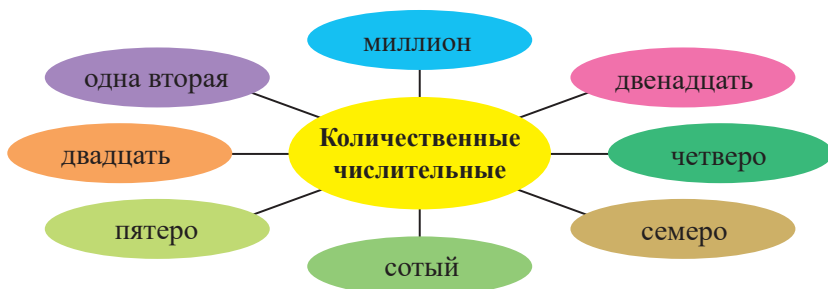 миллион
одна вторая
двенадцать
Количественные
числительные
двадцать
четверо
пятеро
семеро
сотый